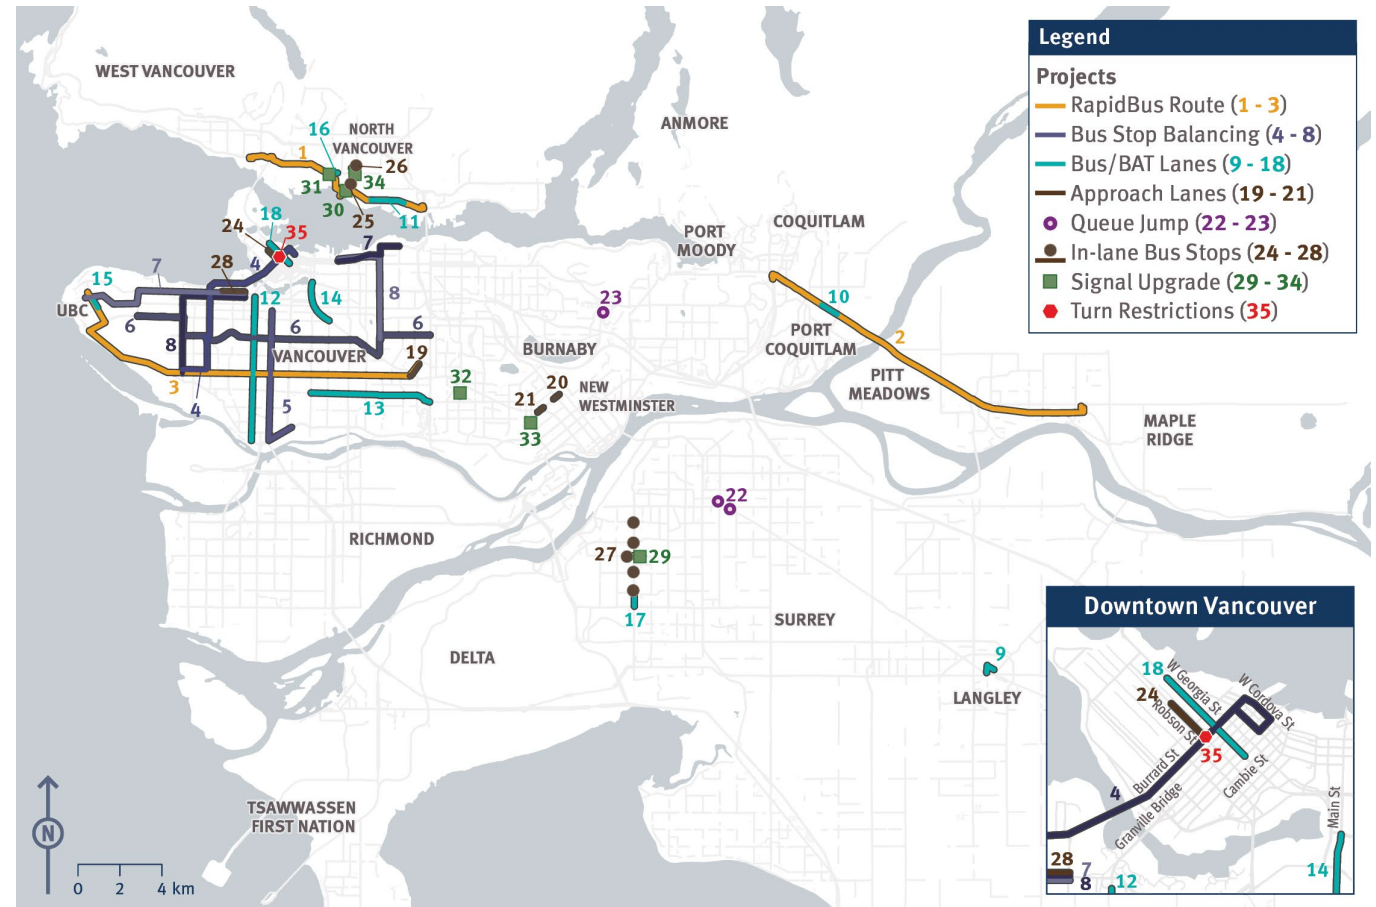 WEST VANCOUVER
NORTH
VANCOUVER
ANMORE
16
1
26
31
34
30
25
11
18
24
35
4
7
28
15
7
UBC
6
8
12
14
6
8
6
VANCOUVER
3
4
5
13
19
23
BURNABY
32
20
21
NEW
WESTMINSTER
33
PORT
MOODY
COQUITLAM
10
PORT
COQUITLAM
2
PITT
MEADOWS
MAPLE
RIDGE
22
RICHMOND
27
29
17
SURREY
DELTA
9
LANGLEY
TSAWWASSEN
FIRST NATION
N
0 2 4 km
Legend
Projects
RapidBus Route (1 - 3)
Bus Stop Balancing (4 - 8)
Bus/BAT Lanes (9 - 18)
Approach Lanes (19 - 21)
Queue Jump (22 - 23)
In-lane Bus Stops (24 - 28)
Signal Upgrade (29 - 34)
Turn Restrictions (35)
Downtown Vancouver
18
W Georgia St
W Cordova St
24
Robson St
35
Burrard St
Cambie St
4
Granville Bridge
Main St
28
7
8
12
14